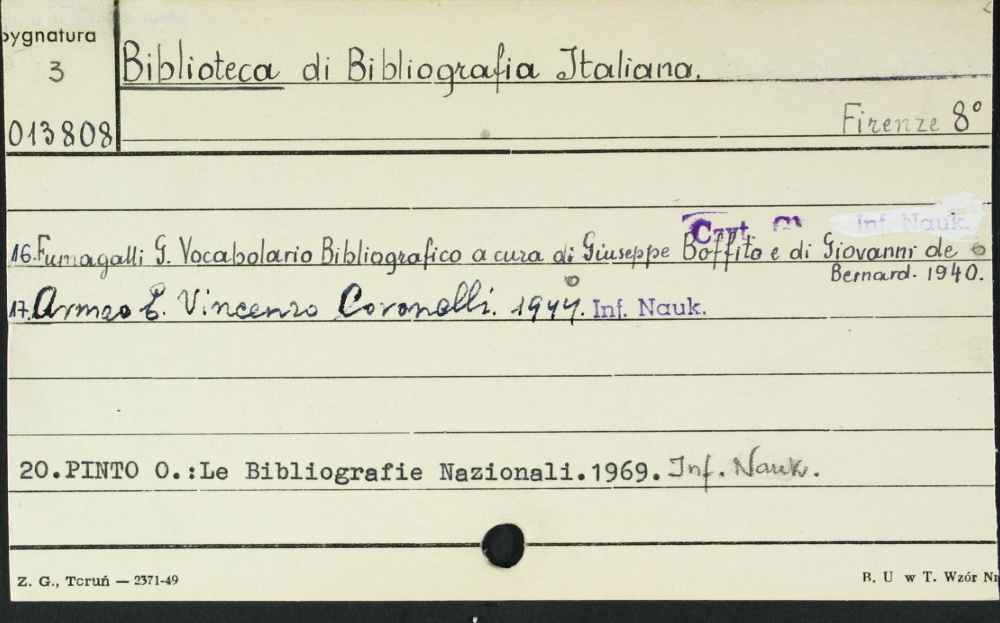 Sygnatura
3
Biblioteca di Bibliografia Italiana.
013808
Firenze 8°
Czyt. Inf. Nauk.
16. Fumagalli G. Vocabolario Bibliografico a cura di Giuseppe Boffito e di Giovanni de
Bernard. 1940.
17. Armao E. Vincenzo Coronelli. 1944. Inf. Nauk.
20.PINTO O.:Le Bibliografie Nazionali.1969. Inf. Nauk.
Z. G., Toruń — 2371-49
B. U w T. Wzór Nr